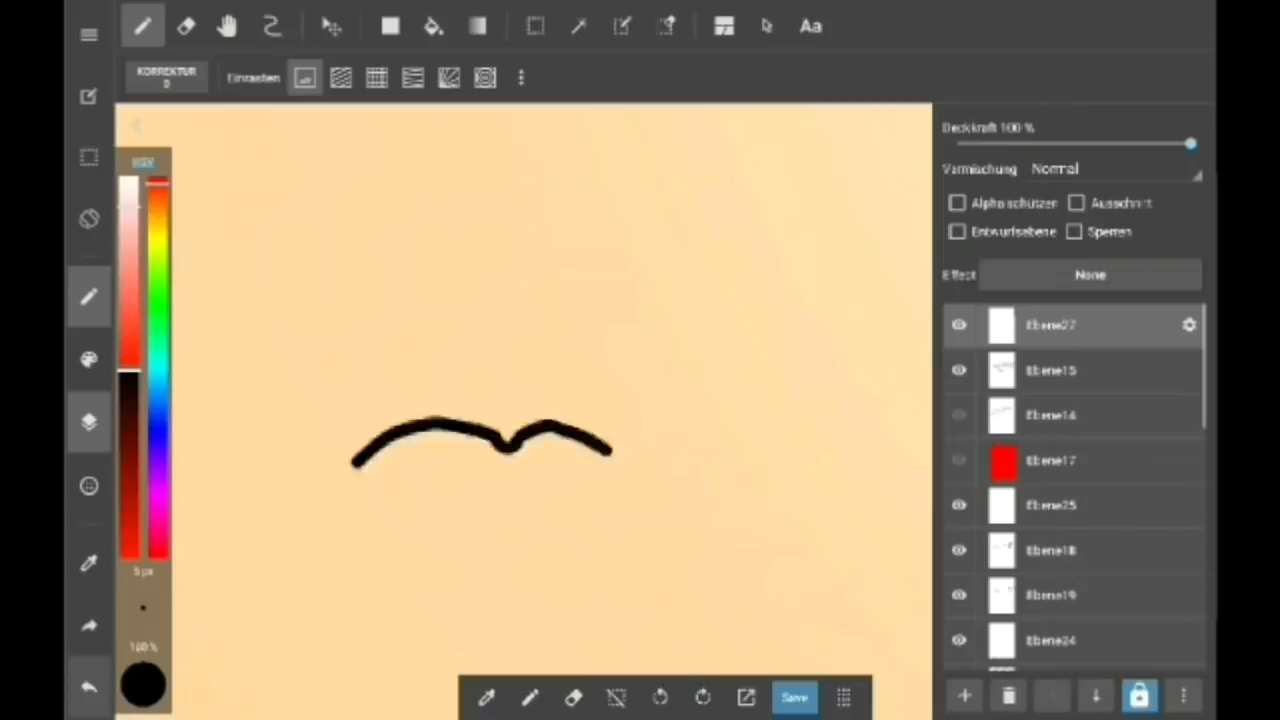 Aa
KORREKTUR
0
Einrasten
Deckkraft 100 %
HSV
Vermischung Normal
Alpha schützen Ausschnitt
Entwurfsebene Sperren
Effect None
Ebene27
Ebene15
Ebene14
Ebene17
Ebene25
Ebene18
Ebene19
Ebene24
5 px
100 %
Save